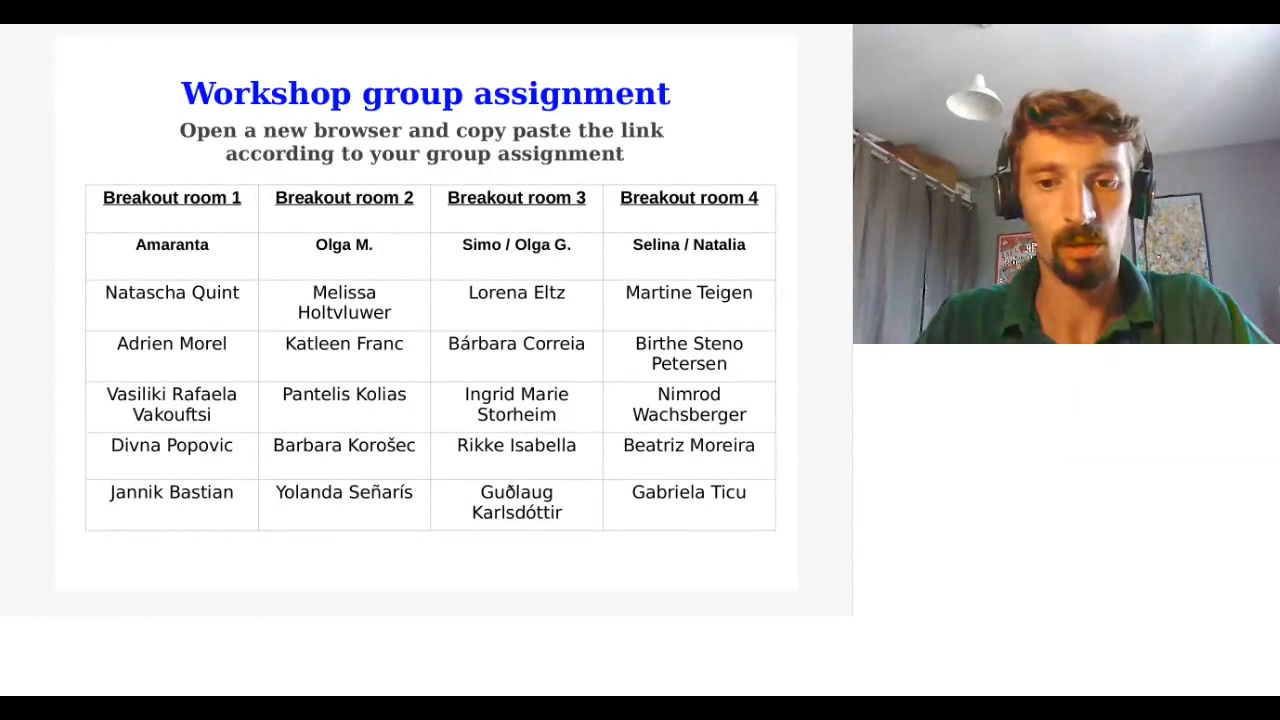 Workshop group assignment
Open a new browser and copy paste the link
according to your group assignment
Breakout room 1 Breakout room 2 Breakout room 3 Breakout room 4
Amaranta Olga M. Simo / Olga G. Selina / Natalia
Natascha Quint Melissa Holtvluwer Lorena Eltz Martine Teigen
Adrien Morel Katleen Franc Bárbara Correia Birthe Steno Petersen
Vasiliki Rafaela Vakouftsi Pantelis Kolias Ingrid Marie Storheim Nimrod Wachsberger
Divna Popovic Barbara Korošec Rikke Isabella Beatriz Moreira
Jannik Bastian Yolanda Señarís Guðlaug Karlsdóttir Gabriela Ticu